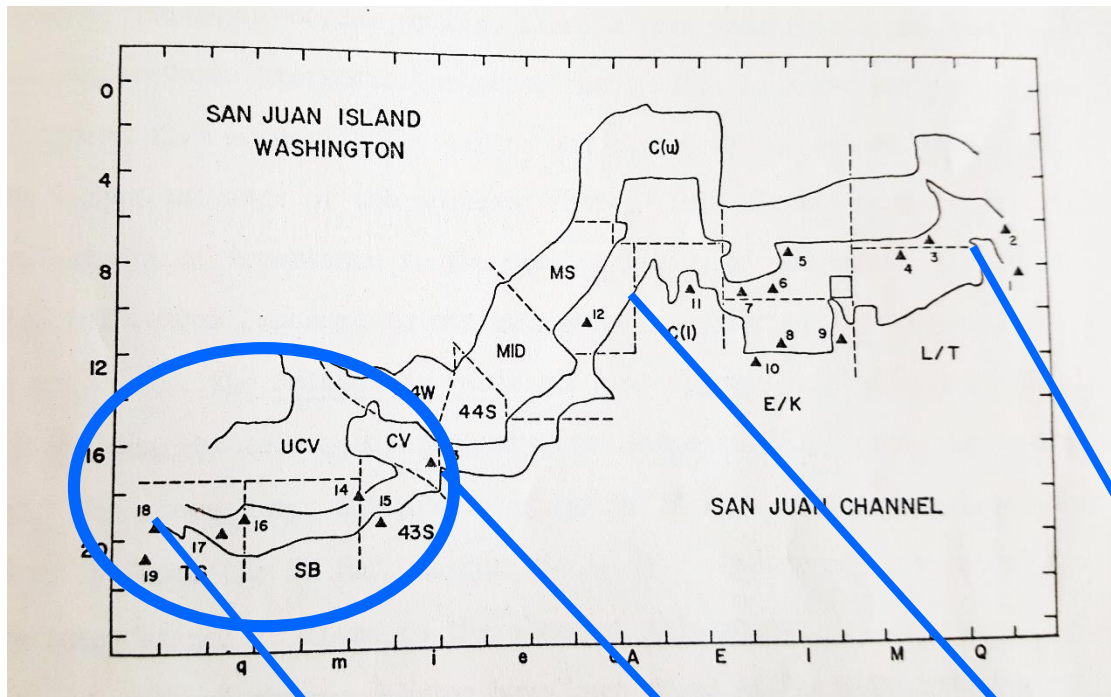 0
SAN JUAN ISLAND
WASHINGTON
C(u)
4
2
MS
5
4
3
8
6
1
7
11
12
C(l)
8
9
MID
L/T
12
10
4W
44S
E/K
UCV
CV
16
14
15
SAN JUAN CHANNEL
18
16
17
43S
20
19
TS
SB
q
m
i
e
A
E
I
M
Q